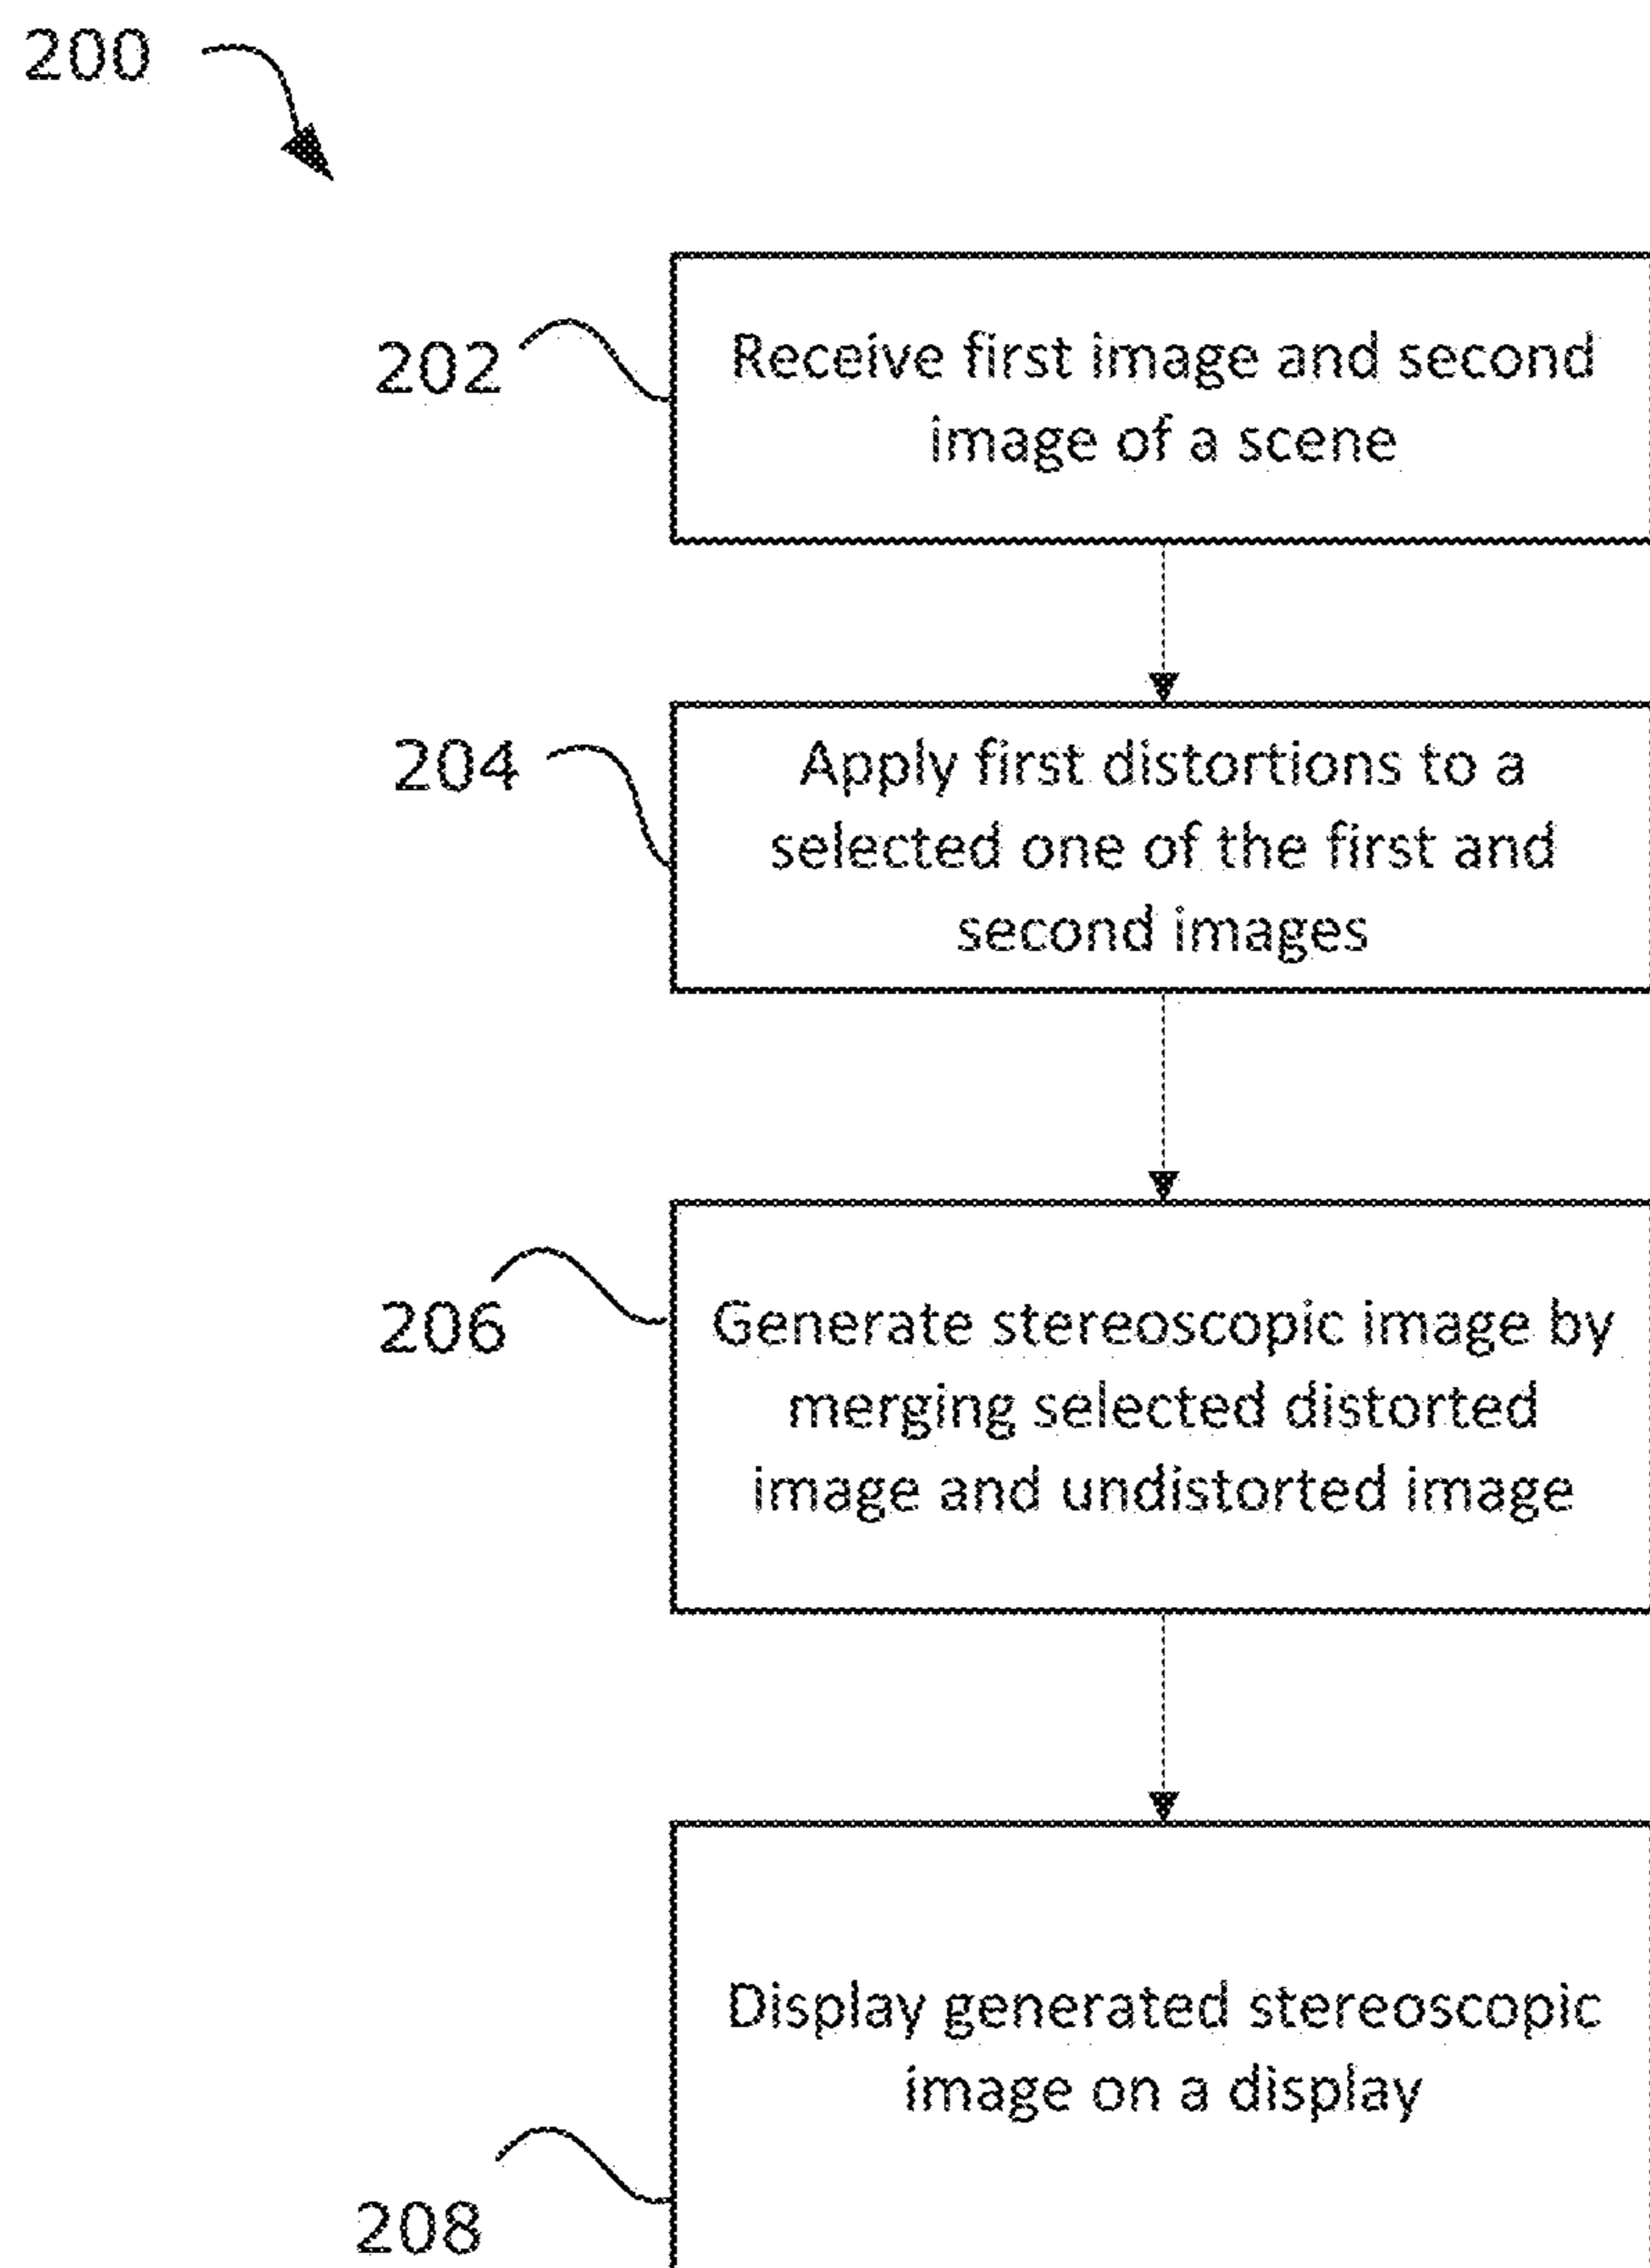 200
202
Receive first image and second
image of a scene
204
Apply first distortions to a
selected one of the first and
second images
206
Generate stereoscopic image by
merging selected distorted
image and undistorted image
Display generated stereoscopic
image on a display
208